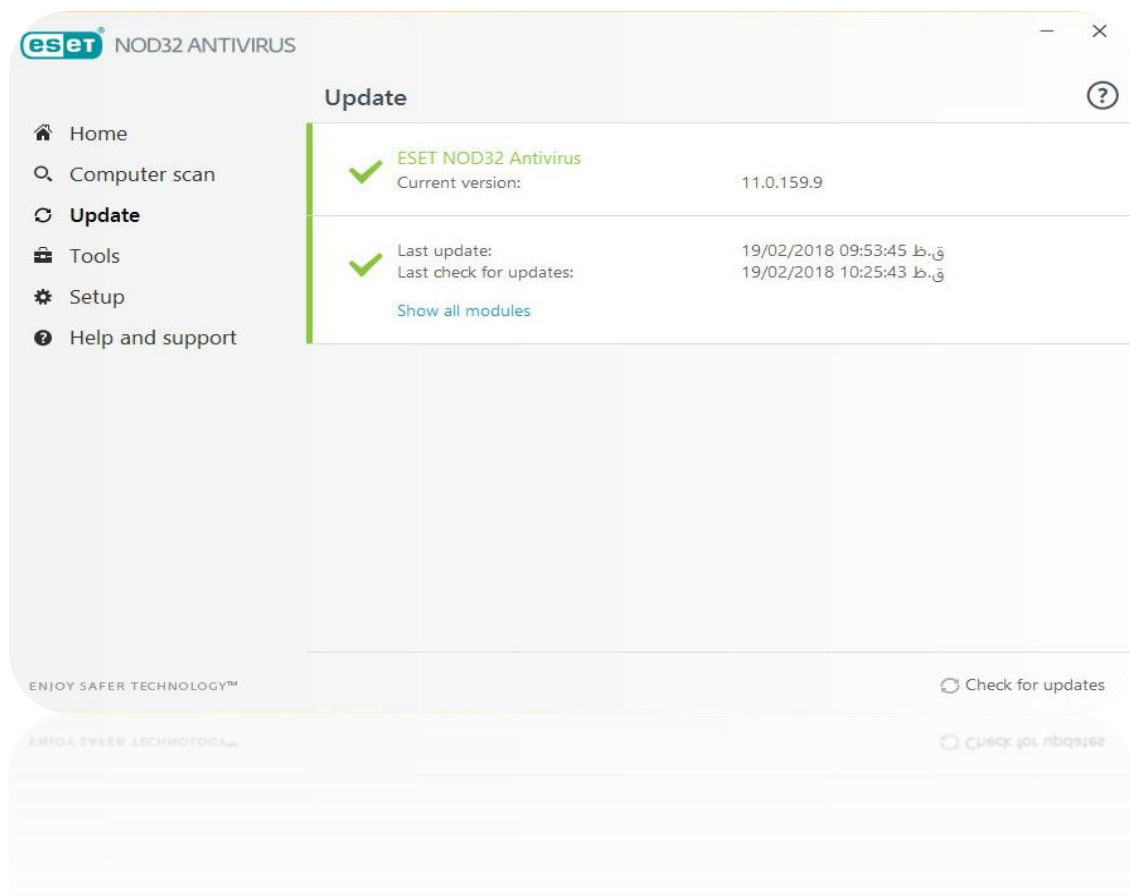 eset NOD32 ANTIVIRUS
Update
Home
Computer scan
Update
Tools
Setup
Help and support
ESET NOD32 Antivirus
Current version: 11.0.159.9
Last update: 19/02/2018 09:53:45 ق.ظ
Last check for updates: 19/02/2018 10:25:43 ق.ظ
Show all modules
ENJOY SAFER TECHNOLOGY™
Check for updates